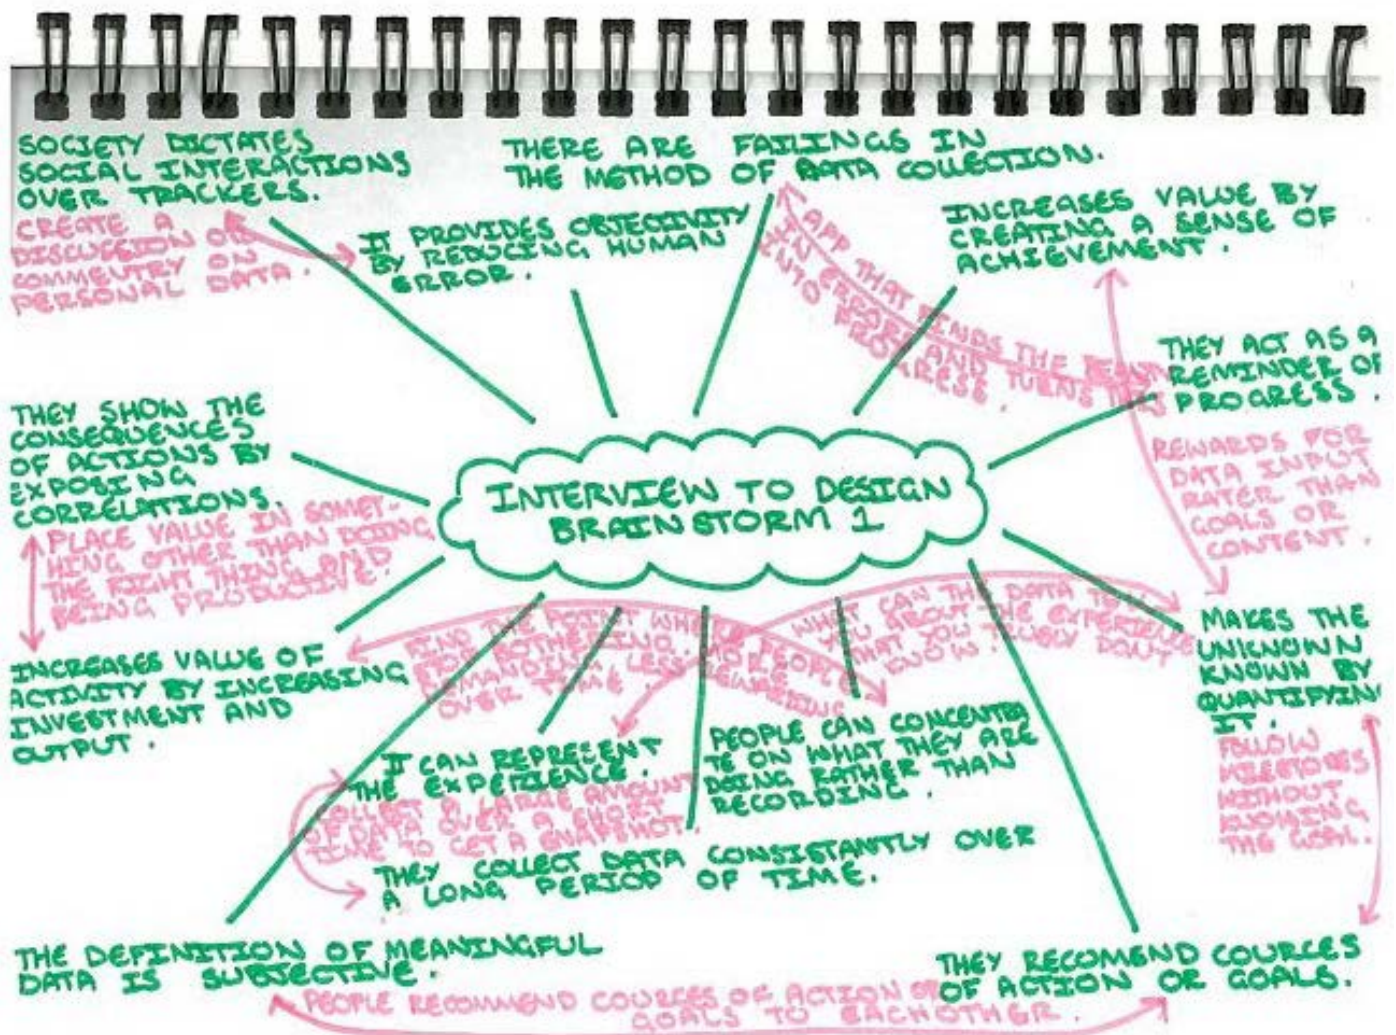 SOCIETY DICTATES
SOCIAL INTERACTIONS
OVER TRACKERS.
CREATE A
DISCUSSION OR
COMMENTRY ON
PERSONAL DATA.
IT PROVIDES OBJECTIVITY
BY REDUCING HUMAN
ERROR.
THERE ARE FAILINGS IN
THE METHOD OF DATA COLLECTION.
APP THAT FINDS THE
IN ERRORS AND TURNS THIS
INTO PROGRESS.
INCREASES VALUE BY
CREATING A SENSE OF
ACHIEVEMENT.
THEY ACT AS A
REMINDER OF
PROGRESS.
REWARDS FOR
DATA INPUT
RATER THAN
GOALS OR
CONTENT.
THEY SHOW THE
CONSEQUENCES
OF ACTIONS BY
EXPOSING
CORRELATIONS.
PLACE VALUE IN SOMET-
HING OTHER THAN DOING
THE RIGHT THING AND
BEING PRODUCTIVE.
INTERVIEW TO DESIGN
BRAINSTORM 1
INCREASES VALUE OF
ACTIVITY BY INCREASING
INVESTMENT AND
OUTPUT.
FIND THE POINT WHERE PEOPLE
STOP BOTHERING. MORE
DEMANDING, LESS REWARDING
OVER TIME.
WHAT CAN THE DATA TELL
YOU ABOUT THE EXPERIENCE
THAT YOU DONT
KNOW.
MAKES THE
UNKNOWN
KNOWN BY
QUANTIFYIN
IT.
FOLLOW
MILESTONES
WITHOUT
KNOWING
THE GOAL.
IT CAN REPRESENT
THE EXPERIENCE.
COLLECT A LARGE AMOUNT
OF DATA OVER A SHORT
TIME TO GET A SNAPSHOT.
PEOPLE CAN CONCENTRA
TE ON WHAT THEY ARE
DOING RATHER THAN
RECORDING.
THEY COLLECT DATA CONSISTANTLY OVER
A LONG PERIOD OF TIME.
THE DEFINITION OF MEANINGFUL
DATA IS SUBJECTIVE.
THEY RECOMEND COURCES
OF ACTION OR GOALS.
PEOPLE RECOMMEND COURCES OF ACTION OR
GOALS TO EACHOTHER.